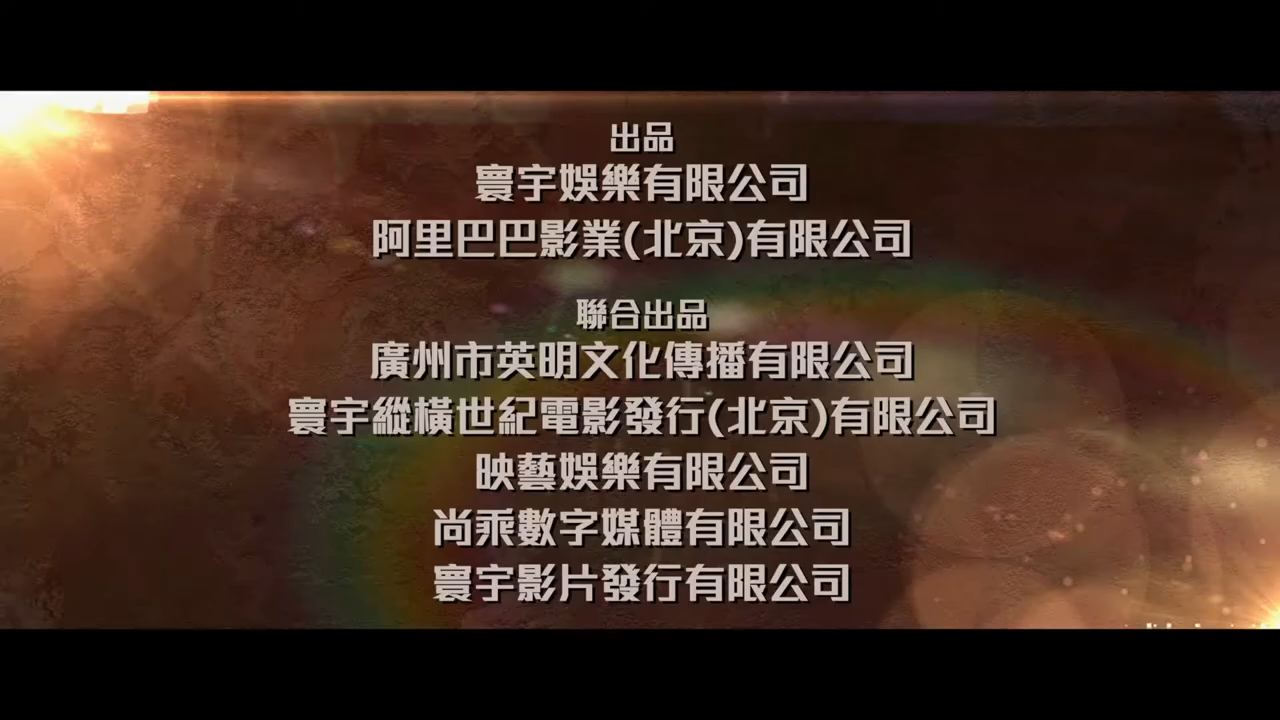 出品
寰宇娛樂有限公司
阿里巴巴影業(北京)有限公司
聯合出品
廣州市英明文化傳播有限公司
寰宇縱橫世紀電影發行(北京)有限公司
映藝娛樂有限公司
尚乘數字媒體有限公司
寰宇影片發行有限公司